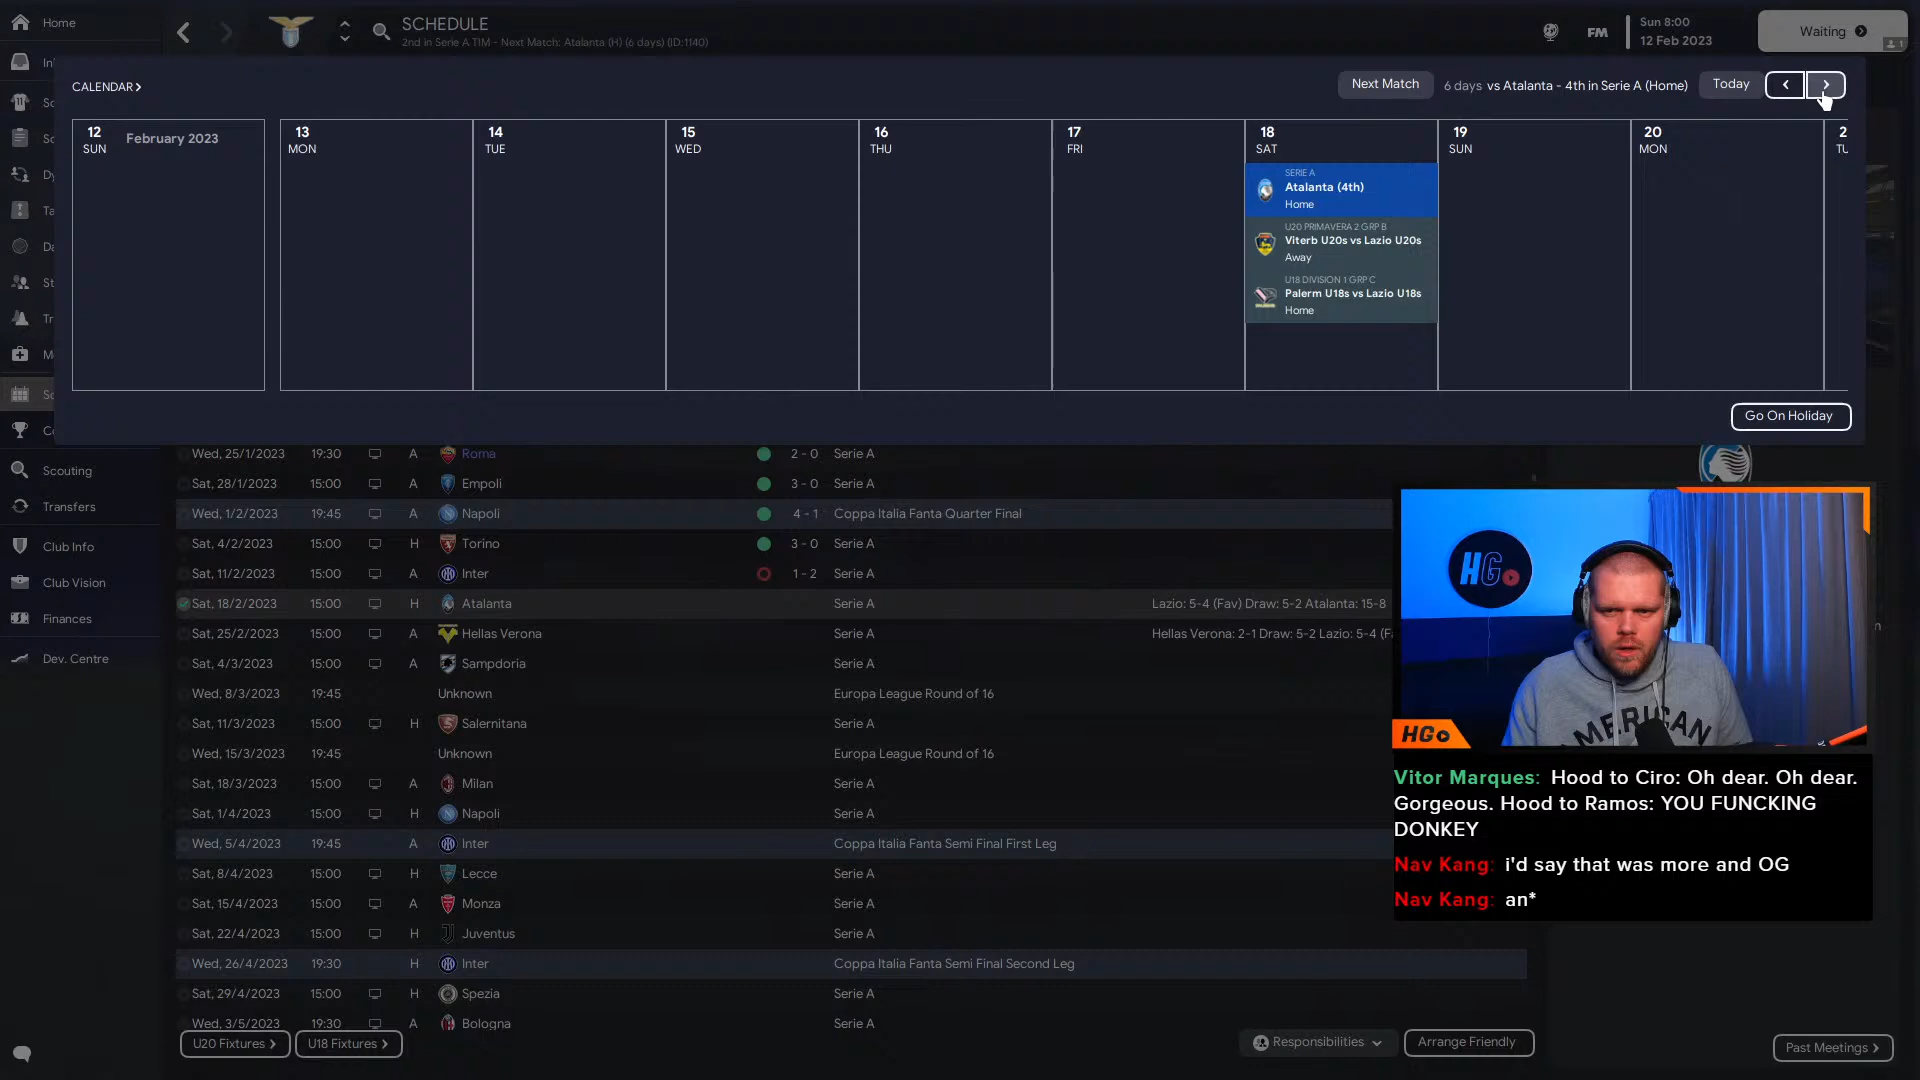 Home
SCHEDULE
2nd in Serie A TIM - Next Match: Atalanta (H) (6 days) (ID:1140)
FM
Sun 8:00
12 Feb 2023
Waiting
1
CALENDAR
Next Match
6 days vs Atalanta - 4th in Serie A (Home)
Today
12 SUN February 2023
13 MON
14 TUE
15 WED
16 THU
17 FRI
18 SAT
19 SUN
20 MON
2
TU
SERIE A
Atalanta (4th)
Home
U20 PRIMAVERA 2 GRP B
Viterb U20s vs Lazio U20s
Away
U18 DIVISION 1 GRP C
Palerm U18s vs Lazio U18s
Home
Go On Holiday
In
Sc
Sc
Dy
Ta
Da
St
Tr
M
Sc
Co
Scouting
Transfers
Club Info
Club Vision
Finances
Dev. Centre
Wed, 25/1/2023 19:30 A Roma 2 - 0 Serie A
Sat, 28/1/2023 15:00 A Empoli 3 - 0 Serie A
Wed, 1/2/2023 19:45 A Napoli 4 - 1 Coppa Italia Fanta Quarter Final
Sat, 4/2/2023 15:00 H Torino 3 - 0 Serie A
Sat, 11/2/2023 15:00 A Inter 1 - 2 Serie A
Sat, 18/2/2023 15:00 H Atalanta Serie A Lazio: 5-4 (Fav) Draw: 5-2 Atalanta: 15-8
Sat, 25/2/2023 15:00 A Hellas Verona Serie A Hellas Verona: 2-1 Draw: 5-2 Lazio: 5-4 (F
Sat, 4/3/2023 15:00 A Sampdoria Serie A
Wed, 8/3/2023 19:45 Unknown Europa League Round of 16
Sat, 11/3/2023 15:00 H Salernitana Serie A
Wed, 15/3/2023 19:45 Unknown Europa League Round of 16
Sat, 18/3/2023 15:00 A Milan Serie A
Sat, 1/4/2023 15:00 H Napoli Serie A
Wed, 5/4/2023 19:45 A Inter Coppa Italia Fanta Semi Final First Leg
Sat, 8/4/2023 15:00 H Lecce Serie A
Sat, 15/4/2023 15:00 A Monza Serie A
Sat, 22/4/2023 15:00 H Juventus Serie A
Wed, 26/4/2023 19:30 H Inter Coppa Italia Fanta Semi Final Second Leg
Sat, 29/4/2023 15:00 H Spezia Serie A
Wed, 3/5/2023 19:30 A Bologna Serie A
U20 Fixtures
U18 Fixtures
Responsibilities
Arrange Friendly
Past Meetings
HG
AMERICAN
HG
Vitor Marques: Hood to Ciro: Oh dear. Oh dear.
Gorgeous. Hood to Ramos: YOU FUNCKING
DONKEY
Nav Kang: i'd say that was more and OG
Nav Kang: an*